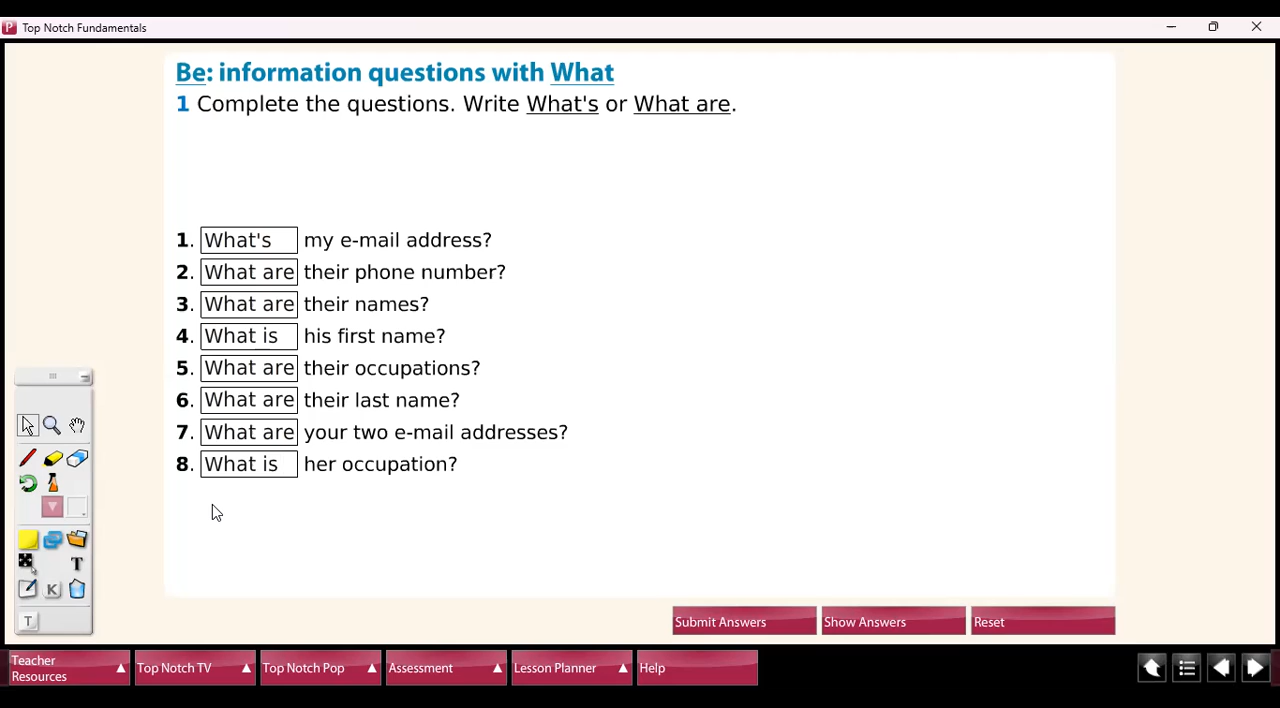 Top Notch Fundamentals
Be: information questions with What
1 Complete the questions. Write What's or What are.
1. What's my e-mail address?
2. What are their phone number?
3. What are their names?
4. What is his first name?
5. What are their occupations?
6. What are their last name?
7. What are your two e-mail addresses?
8. What is her occupation?
T
K
T
Submit Answers
Show Answers
Reset
Teacher Resources
Top Notch TV
Top Notch Pop
Assessment
Lesson Planner
Help